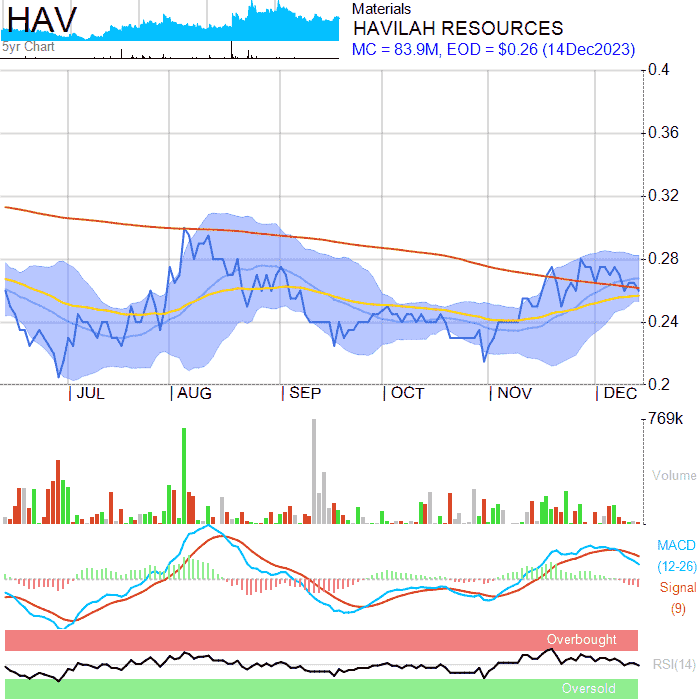 HAV
5yr Chart
Materials
HAVILAH RESOURCES
MC = 83.9M, EOD = $0.26 (14Dec2023)
0.4
0.36
0.32
0.28
0.24
0.2
JUL AUG SEP OCT NOV DEC
769k
Volume
MACD
(12-26)
Signal
(9)
Overbought
RSI(14)
Oversold